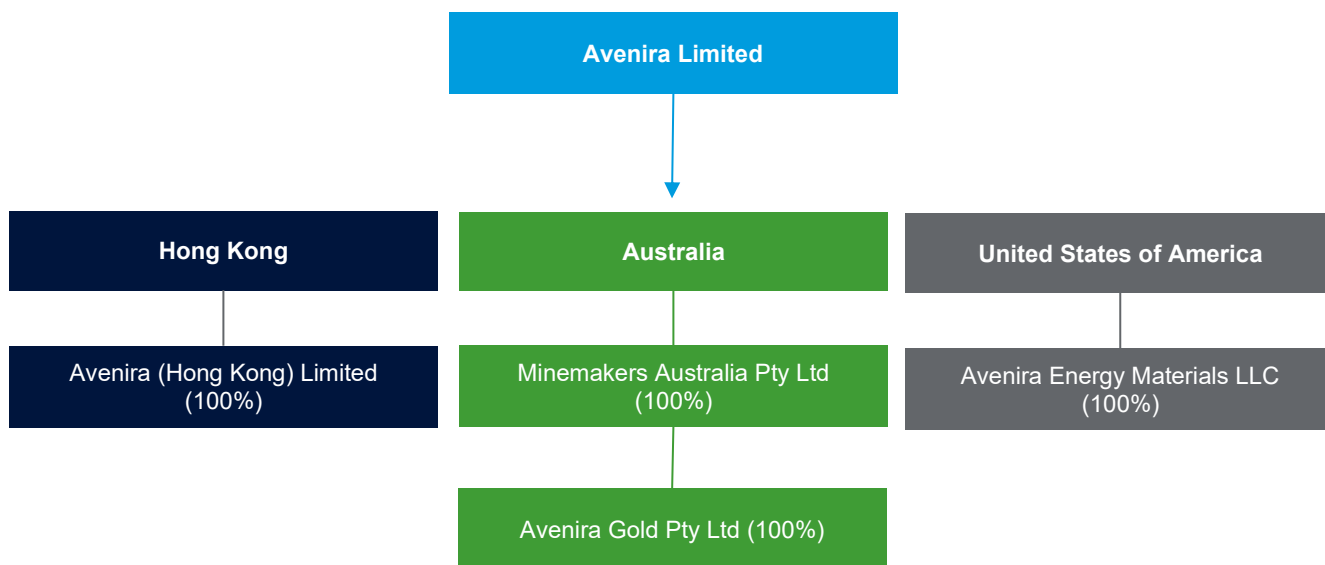 Avenira Limited
Hong Kong
Australia
United States of America
Avenira (Hong Kong) Limited
(100%)
Minemakers Australia Pty Ltd
(100%)
Avenira Energy Materials LLC
(100%)
Avenira Gold Pty Ltd (100%)